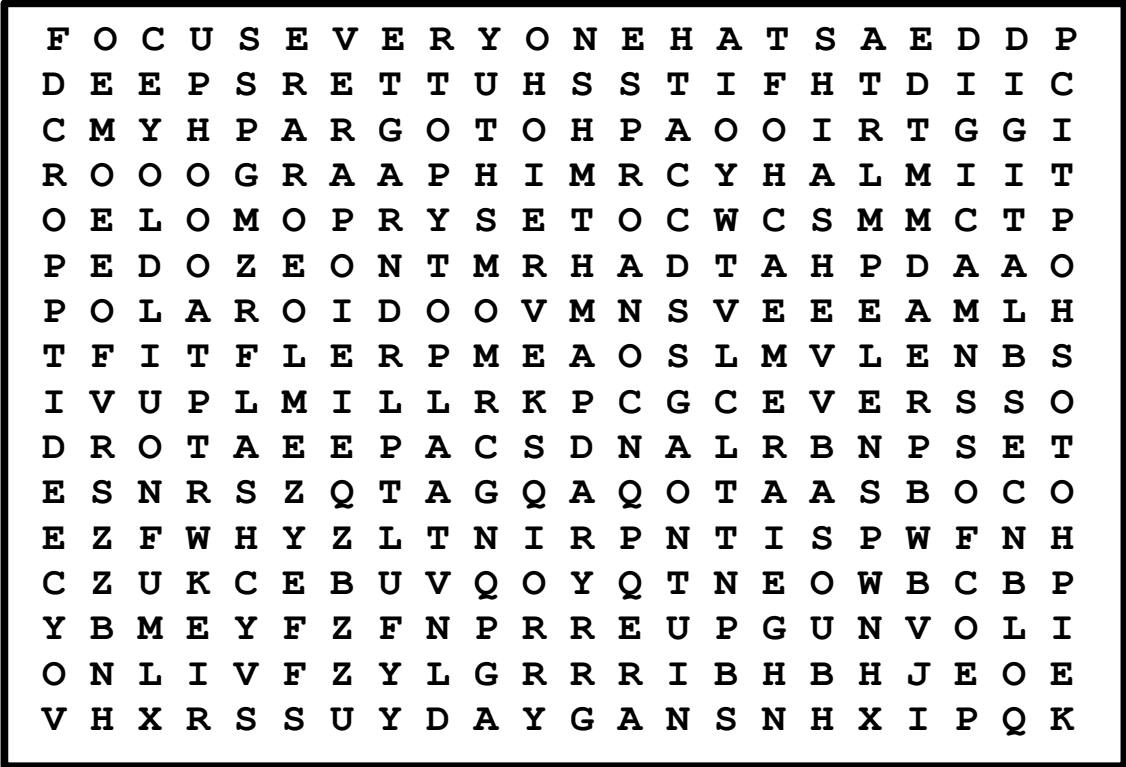 F O C U S E V E R Y O N E H A T S A E D D P
D E E P S R E T T U H S S T I F H T D I I C
C M Y H P A R G O T O H P A O O I R T G G I
R O O O G R A A P H I M R C Y H A L M I I T
O E L O M O P R Y S E T O C W C S M M C T P
P E D O Z E O N T M R H A D T A H P D A A O
P O L A R O I D O O V M N S V E E E A M L H
T F I T F L E R P M E A O S L M V L E N B S
I V U P L M I L L R K P C G C E V E R S S O
D R O T A E E P A C S D N A L R B N P S E T
E S N R S Z Q T A G Q A Q O T A A S B O C O
E Z F W H Y Z L T N I R P N T I S P W F N H
C Z U K C E B U V Q O Y Q T N E O W B C B P
Y B M E Y F Z F N P R R E U P G U N V O L I
O N L I V F Z Y L G R R R I B H B H J E O E
V H X R S S U Y D A Y G A N S N H X I P Q K